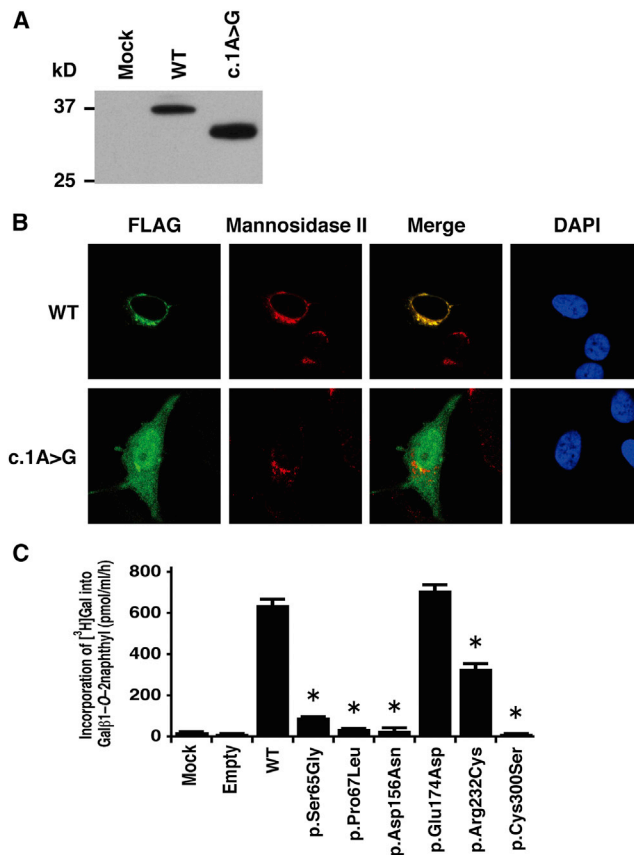 A
kD
Mock
WT
c.1A>G
37
25
B
FLAG
Mannosidase II
Merge
DAPI
WT
c.1A>G
C
Incorporation of [³H]Gal into
Galβ1–O–2naphthyl (pmol/ml/h)
800
600
400
200
0
*
*
*
*
*
Mock
Empty
WT
p.Ser65Gly
p.Pro67Leu
p.Asp156Asn
p.Glu174Asp
p.Arg232Cys
p.Cys300Ser